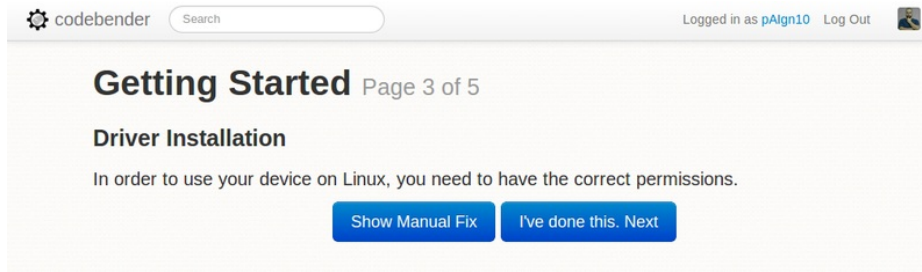 codebender
Search
Logged in as pAlgn10 Log Out
Getting Started Page 3 of 5
Driver Installation
In order to use your device on Linux, you need to have the correct permissions.
Show Manual Fix
I've done this. Next